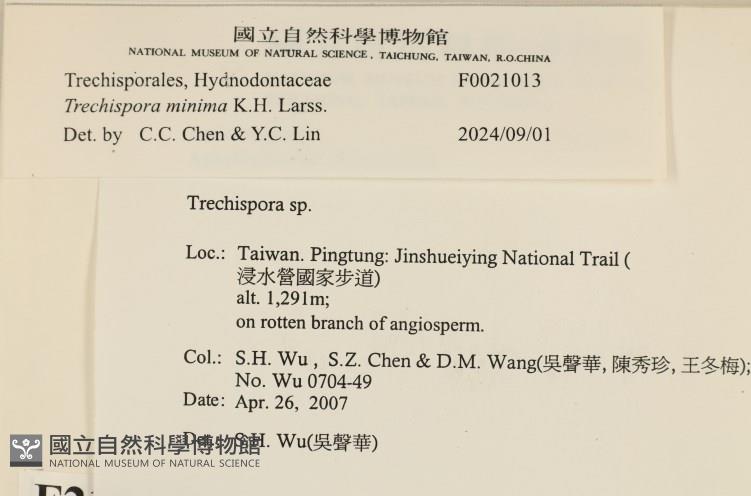 國立自然科學博物館
NATIONAL MUSEUM OF NATURAL SCIENCE, TAICHUNG, TAIWAN, R.O.CHINA
Trechisporales, Hydnodontaceae F0021013
Trechispora minima K.H. Larss.
Det. by C.C. Chen & Y.C. Lin 2024/09/01
Trechispora sp.
Loc.: Taiwan. Pingtung: Jinshueiying National Trail (
浸水營國家步道)
alt. 1,291m;
on rotten branch of angiosperm.
Col.: S.H. Wu , S.Z. Chen & D.M. Wang(吳聲華, 陳秀珍, 王冬梅);
No. Wu 0704-49
Date: Apr. 26, 2007
Det.: S.H. Wu(吳聲華)
國立自然科學博物館
NATIONAL MUSEUM OF NATURAL SCIENCE